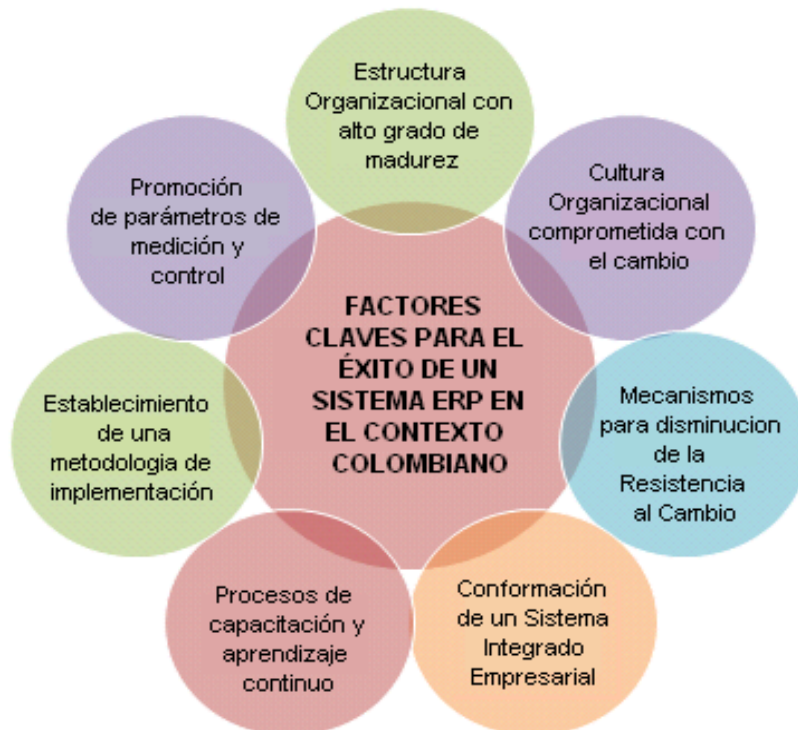 Estructura
Organizacional con
alto grado de
madurez
Cultura
Organizacional
comprometida con
el cambio
Mecanismos
para disminucion
de la
Resistencia
al Cambio
Conformación
de un Sistema
Integrado
Empresarial
Procesos de
capacitación y
aprendizaje
continuo
Establecimiento
de una
metodologia de
implementación
Promoción
de parámetros de
medición y
control
FACTORES
CLAVES PARA EL
ÉXITO DE UN
SISTEMA ERP EN
EL CONTEXTO
COLOMBIANO